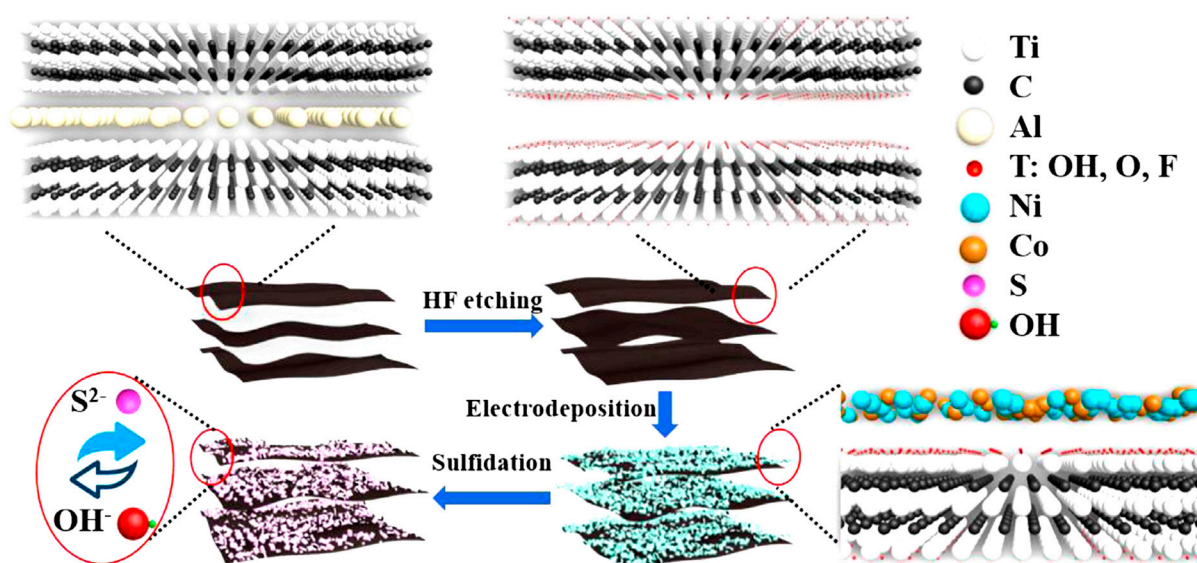 Ti
C
Al
T: OH, O, F
Ni
Co
S
OH
HF etching
Electrodeposition
Sulfidation
S²⁻
OH⁻